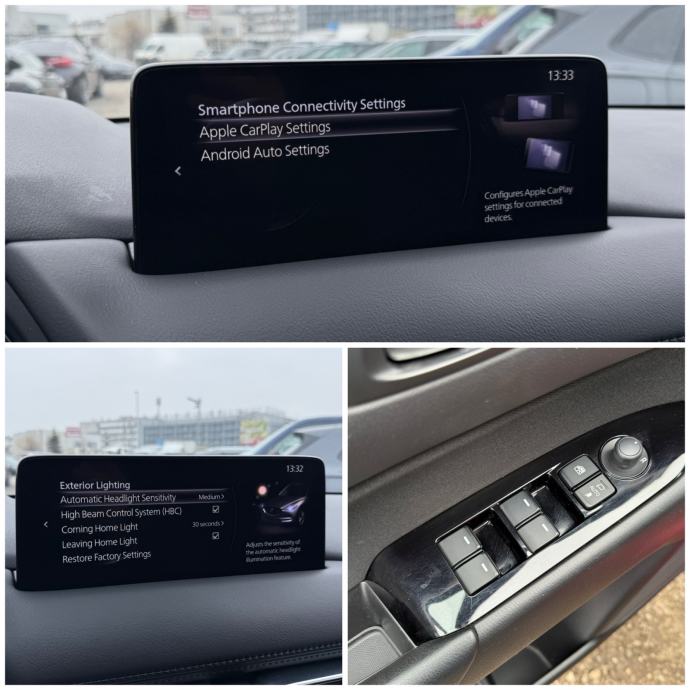 13:33
Smartphone Connectivity Settings
Apple CarPlay Settings
Android Auto Settings
Configures Apple CarPlay
settings for connected
devices.
13:32
Exterior Lighting
Automatic Headlight Sensitivity Medium
High Beam Control System (HBC)
Coming Home Light 30 seconds
Leaving Home Light
Restore Factory Settings
Adjusts the sensitivity of
the automatic headlight
illumination feature.
AUTO
R